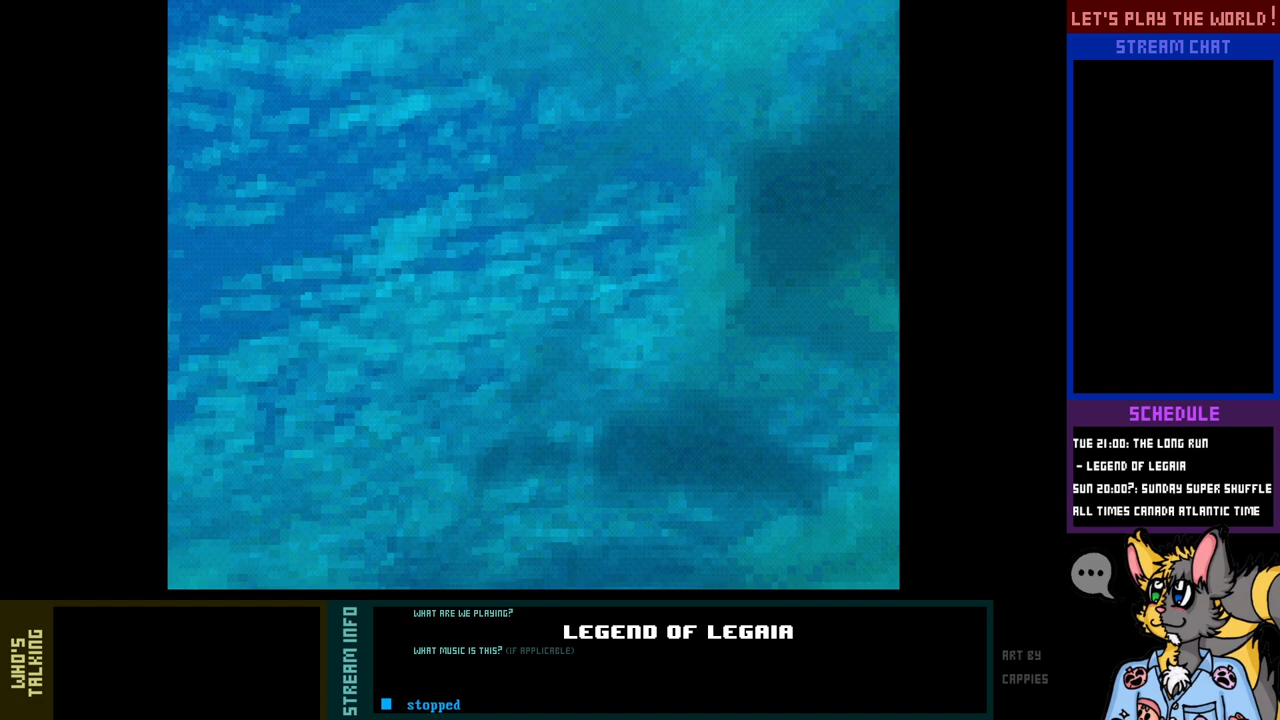 LET'S PLAY THE WORLD!
STREAM CHAT
SCHEDULE
TUE 21:00: THE LONG RUN
- LEGEND OF LEGAIA
SUN 20:00?: SUNDAY SUPER SHUFFLE
ALL TIMES CANADA ATLANTIC TIME
WHO'S
TALKING
STREAM INFO
WHAT ARE WE PLAYING?
LEGEND OF LEGAIA
WHAT MUSIC IS THIS? (IF APPLICABLE)
stopped
ART BY
CAPPIES